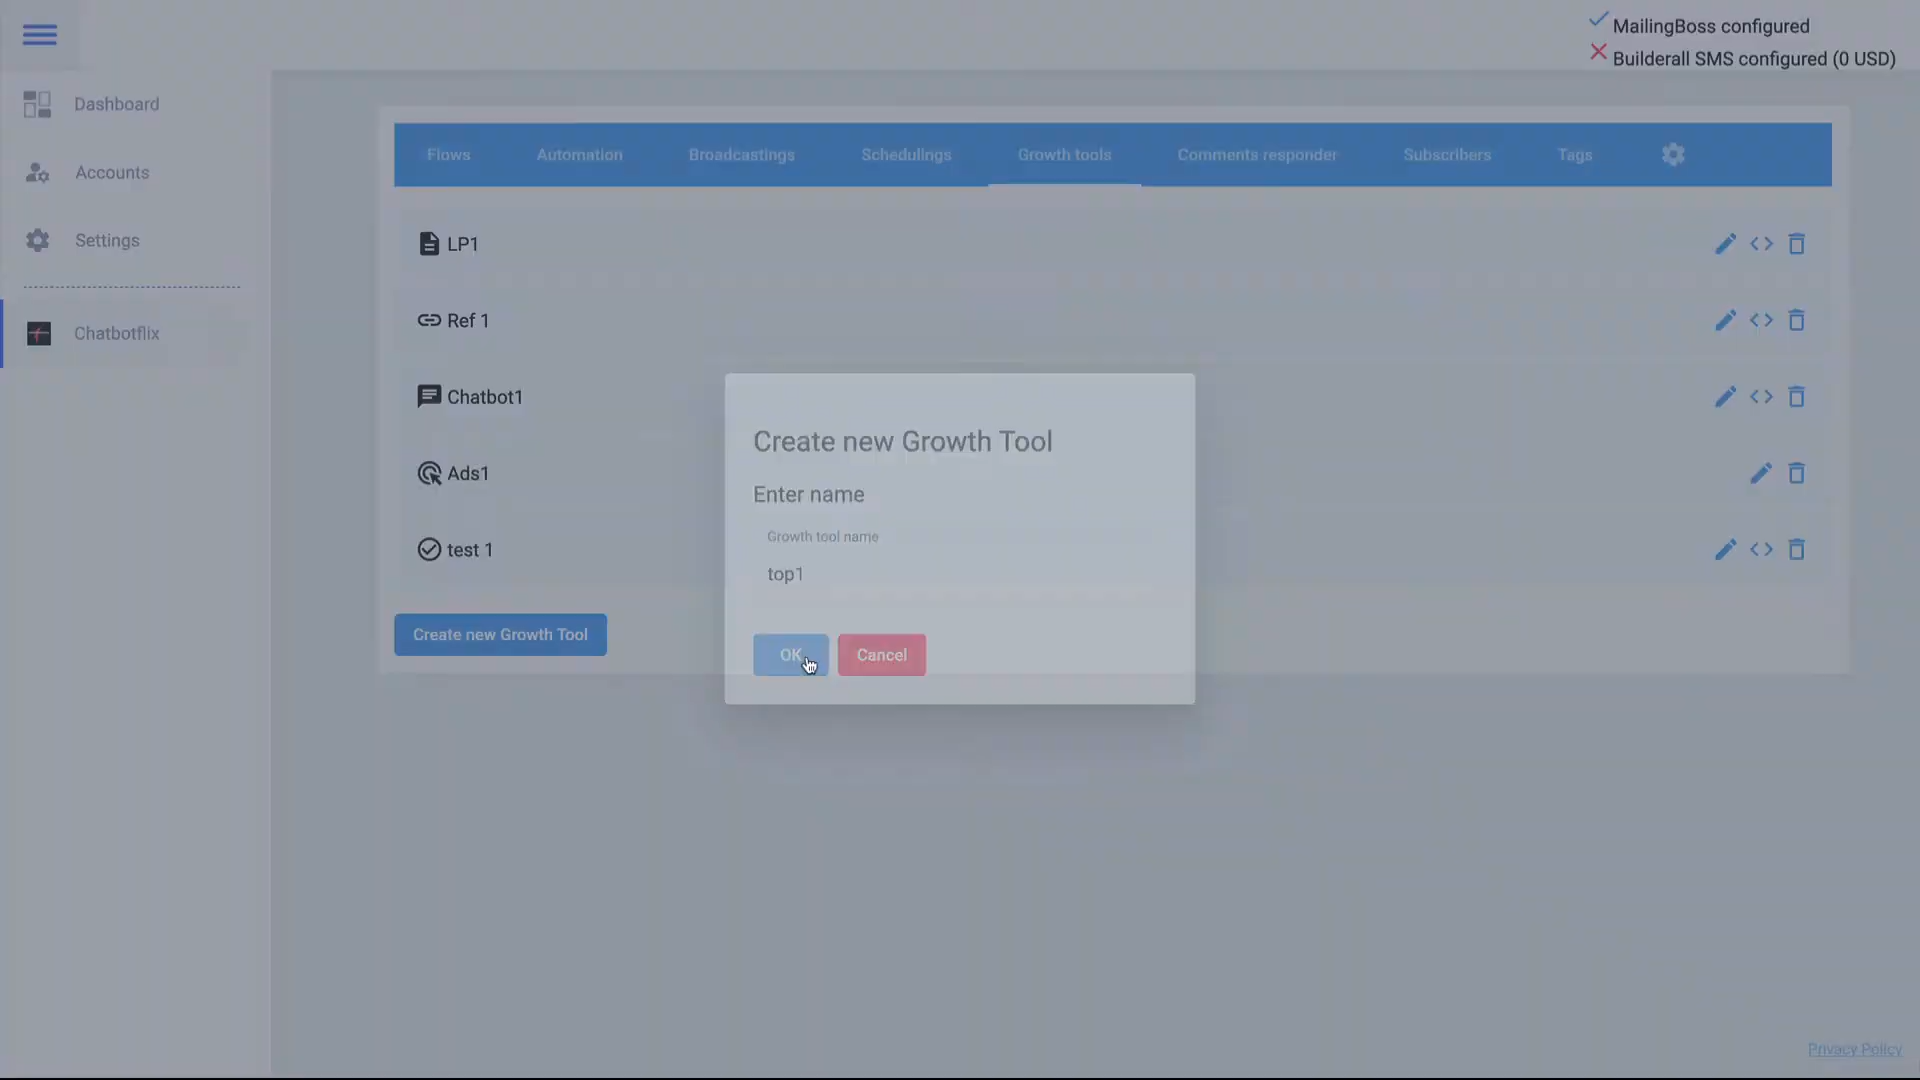 MailingBoss configured
Builderall SMS configured (0 USD)
Dashboard
Accounts
Settings
Chatbotflix
Flows Automation Broadcastings Schedulings Growth tools Comments responder Subscribers Tags
LP1
Ref 1
Chatbot1
Ads1
test 1
Create new Growth Tool
Create new Growth Tool
Enter name
Growth tool name
top1
OK Cancel
Privacy Policy